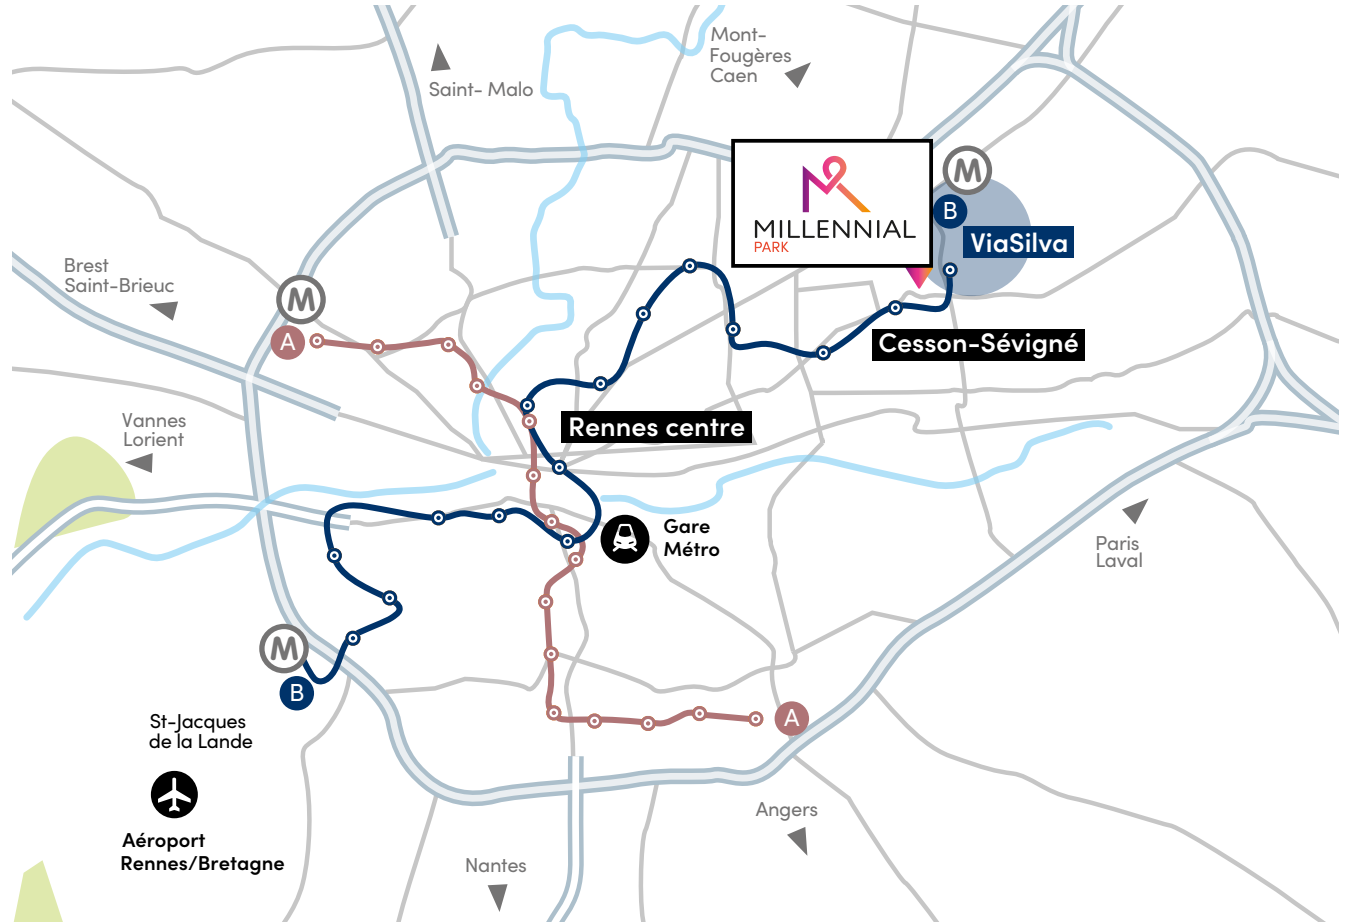 Mont-
Fougères
Caen
Saint- Malo
M
B
MILLENNIAL
PARK
ViaSilva
Brest
Saint-Brieuc
M
A
Cesson-Sévigné
Vannes
Lorient
Rennes centre
Gare
Métro
Paris
Laval
M
B
A
St-Jacques
de la Lande
Aéroport
Rennes/Bretagne
Angers
Nantes